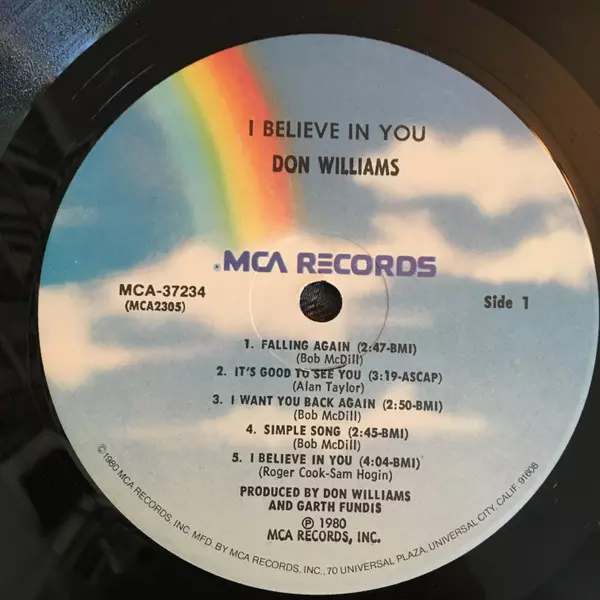 I BELIEVE IN YOU
DON WILLIAMS
® MCA RECORDS
MCA-37234
(MCA2305)
Side 1
1. FALLING AGAIN (2:47-BMI)
(Bob McDill)
2. IT'S GOOD TO SEE YOU (3:19-ASCAP)
(Alan Taylor)
3. I WANT YOU BACK AGAIN (2:50-BMI)
(Bob McDill)
4. SIMPLE SONG (2:45-BMI)
(Bob McDill)
5. I BELIEVE IN YOU (4:04-BMI)
(Roger Cook-Sam Hogin)
PRODUCED BY DON WILLIAMS
AND GARTH FUNDIS
℗ 1980
MCA RECORDS, INC.
©1980 MCA RECORDS, INC. MFD. BY MCA RECORDS, INC., 70 UNIVERSAL PLAZA, UNIVERSAL CITY, CALIF. 91608